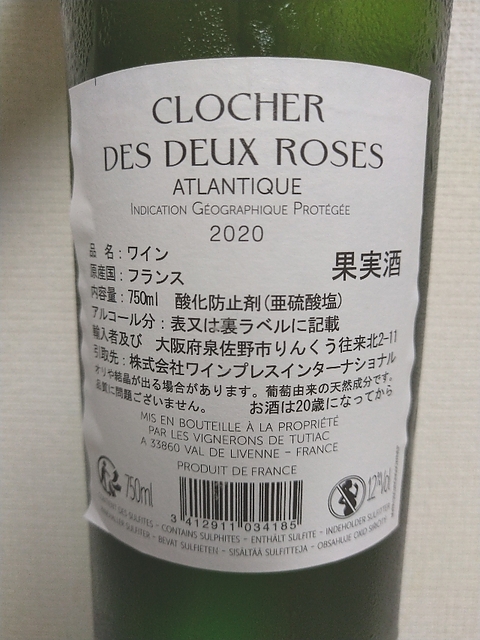 CLOCHER
DES DEUX ROSES
ATLANTIQUE
INDICATION GÉOGRAPHIQUE PROTÉGÉE
2020
品 名：ワイン
果実酒
原産国：フランス
内容量：750ml 酸化防止剤(亜硫酸塩)
アルコール分：表又は裏ラベルに記載
輸入者及び 大阪府泉佐野市りんくう往来北2-11
引取先：株式会社ワインプレスインターナショナル
オリや結晶が出る場合があります。葡萄由来の天然成分です。
品質に問題ございません。 お酒は20歳になってから
MIS EN BOUTEILLE À LA PROPRIÉTÉ
PAR LES VIGNERONS DE TUTIAC
A 33860 VAL DE LIVENNE - FRANCE
PRODUIT DE FRANCE
750ml
12%Vol
3 412911 034185
DES SULFITES - CONTAINS SULPHITES - ENTHÄLT SULFITE - INDEHOLDER SULFITTER
SULFITER - BEVAT SULFIETEN - SISÄLTÄÄ SULFIITTEJA - OBSAHUJE